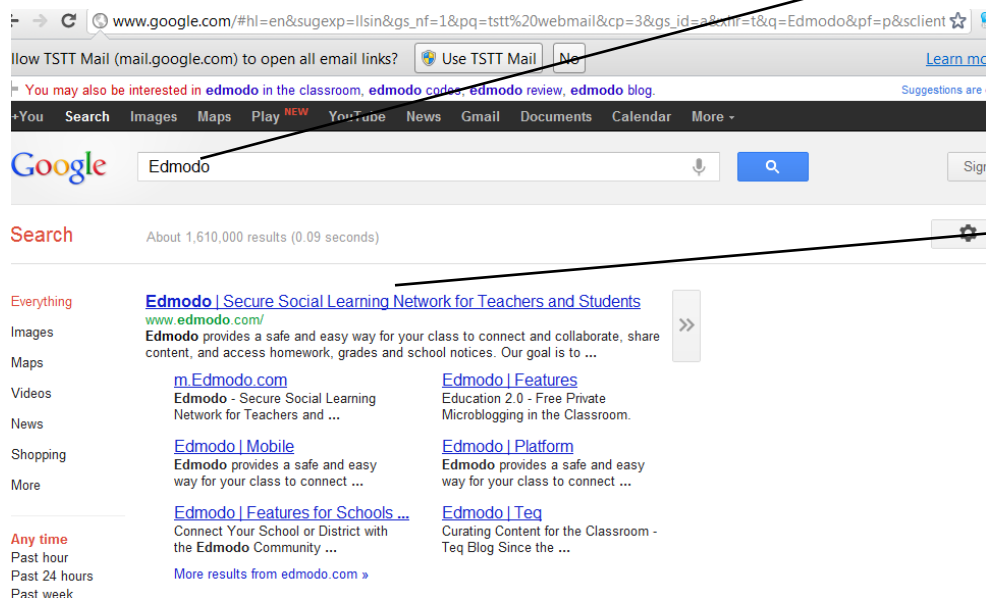 www.google.com/#hl=en&sugexp=llsin&gs_nf=1&pq=tstt%20webmail&cp=3&gs_id=a&xhr=t&q=Edmodo&pf=p&sclient
llow TSTT Mail (mail.google.com) to open all email links? Use TSTT Mail No Learn mo
You may also be interested in edmodo in the classroom, edmodo codes, edmodo review, edmodo blog. Suggestions are
+You Search Images Maps Play NEW YouTube News Gmail Documents Calendar More
Google Edmodo Sign
Search About 1,610,000 results (0.09 seconds)
Everything
Images
Maps
Videos
News
Shopping
More
Any time
Past hour
Past 24 hours
Past week
Edmodo | Secure Social Learning Network for Teachers and Students
www.edmodo.com/
Edmodo provides a safe and easy way for your class to connect and collaborate, share
content, and access homework, grades and school notices. Our goal is to ...
m.Edmodo.com
Edmodo - Secure Social Learning
Network for Teachers and ...
Edmodo | Features
Education 2.0 - Free Private
Microblogging in the Classroom.
Edmodo | Mobile
Edmodo provides a safe and easy
way for your class to connect ...
Edmodo | Platform
Edmodo provides a safe and easy
way for your class to connect ...
Edmodo | Features for Schools ...
Connect Your School or District with
the Edmodo Community ...
Edmodo | Teq
Curating Content for the Classroom -
Teq Blog Since the ...
More results from edmodo.com »